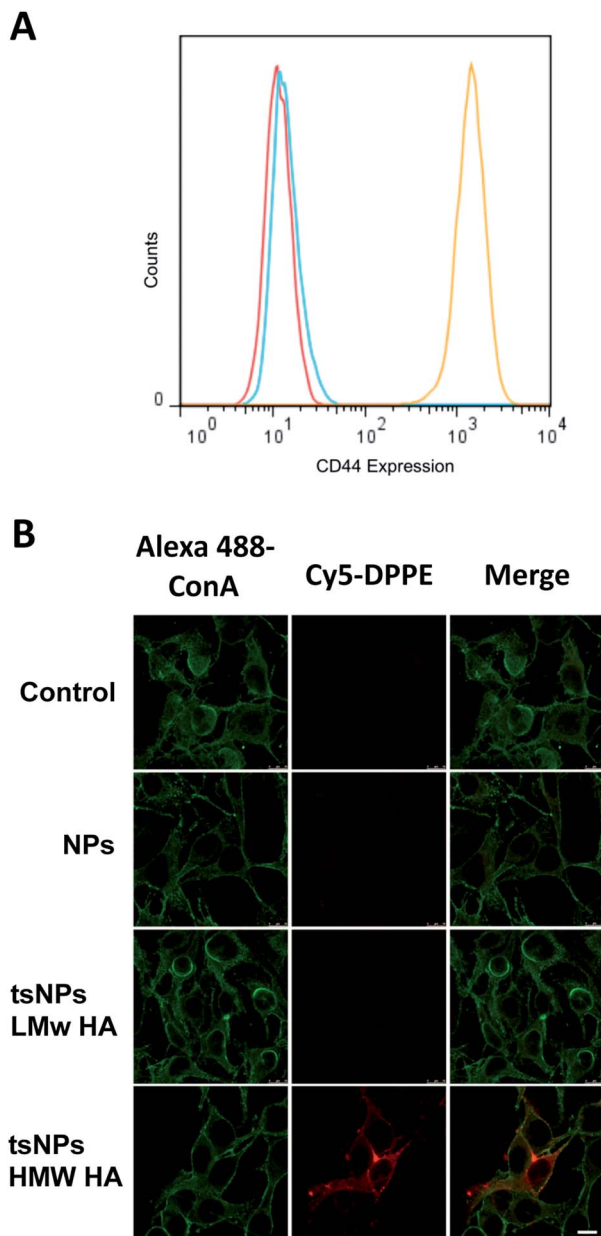 A
Counts
0
10^0 10^1 10^2 10^3 10^4
CD44 Expression
B
Alexa 488-
ConA
Cy5-DPPE
Merge
Control
NPs
tsNPs
LMw HA
tsNPs
HMW HA